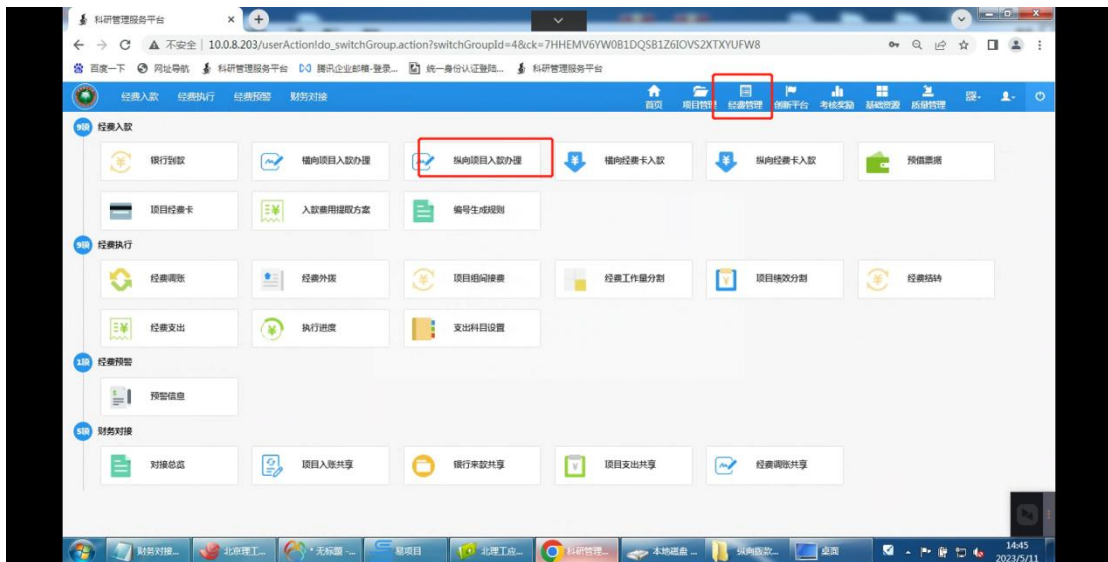 科研管理服务平台
不安全 | 10.0.8.203/userAction!do_switchGroup.action?switchGroupId=4&ck=7HHEMV6YW0B1DQSB1Z6IOVS2XTXYUFW8
百度一下 网址导航 科研管理服务平台 腾讯企业邮箱-登录... 统一身份认证登陆... 科研管理服务平台
经费入款 经费执行 经费预警 财务对接 首页 项目管理 经费管理 创新平台 考核奖励 基础资源 质量管理
9项 经费入款
银行到款 横向项目入款办理 纵向项目入款办理 横向经费卡入款 纵向经费卡入款 预借票据
项目经费卡 入款费用提取方案 编号生成规则
9项 经费执行
经费调账 经费外拨 项目组间接费 经费工作量分割 项目绩效分割 经费结转
经费支出 执行进度 支出科目设置
1项 经费预警
预警信息
5项 财务对接
对接总览 项目入账共享 银行来款共享 项目支出共享 经费调账共享
财务对接... 北京理工... * 无标题 -... 易项目 北理工应... 科研管理... 本地磁盘 ... 纵向拨款... 桌面 14:45
2023/5/11